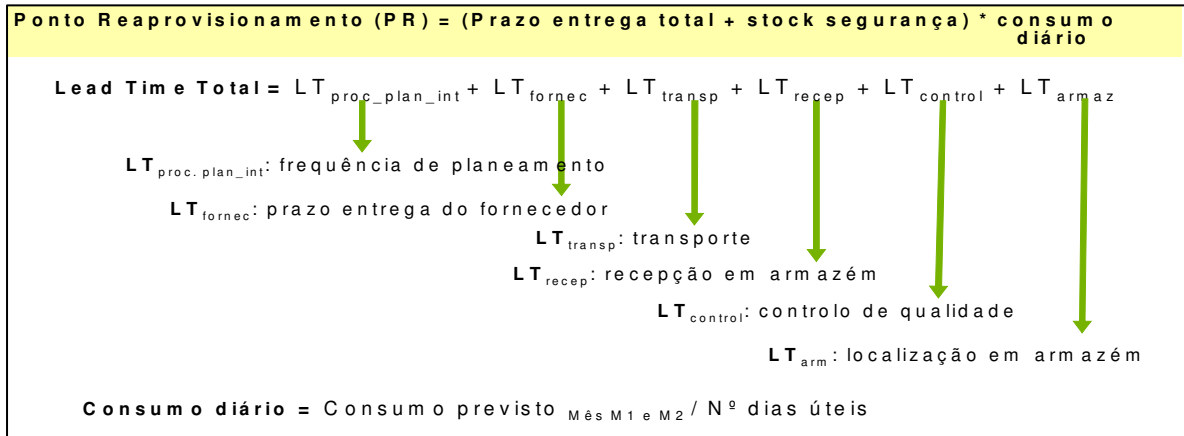 Ponto Reaprovisionamento (PR) = (Prazo entrega total + stock segurança) * consumo
diário
Lead Time Total = LT proc_plan_int + LT fornec + LT transp + LT recep + LT control + LT armaz
LT proc. plan_int: frequência de planeamento
LT fornec: prazo entrega do fornecedor
LT transp: transporte
LT recep: recepção em armazém
LT control: controlo de qualidade
LT arm: localização em armazém
Consumo diário = Consumo previsto Mês M1 e M2 / Nº dias úteis